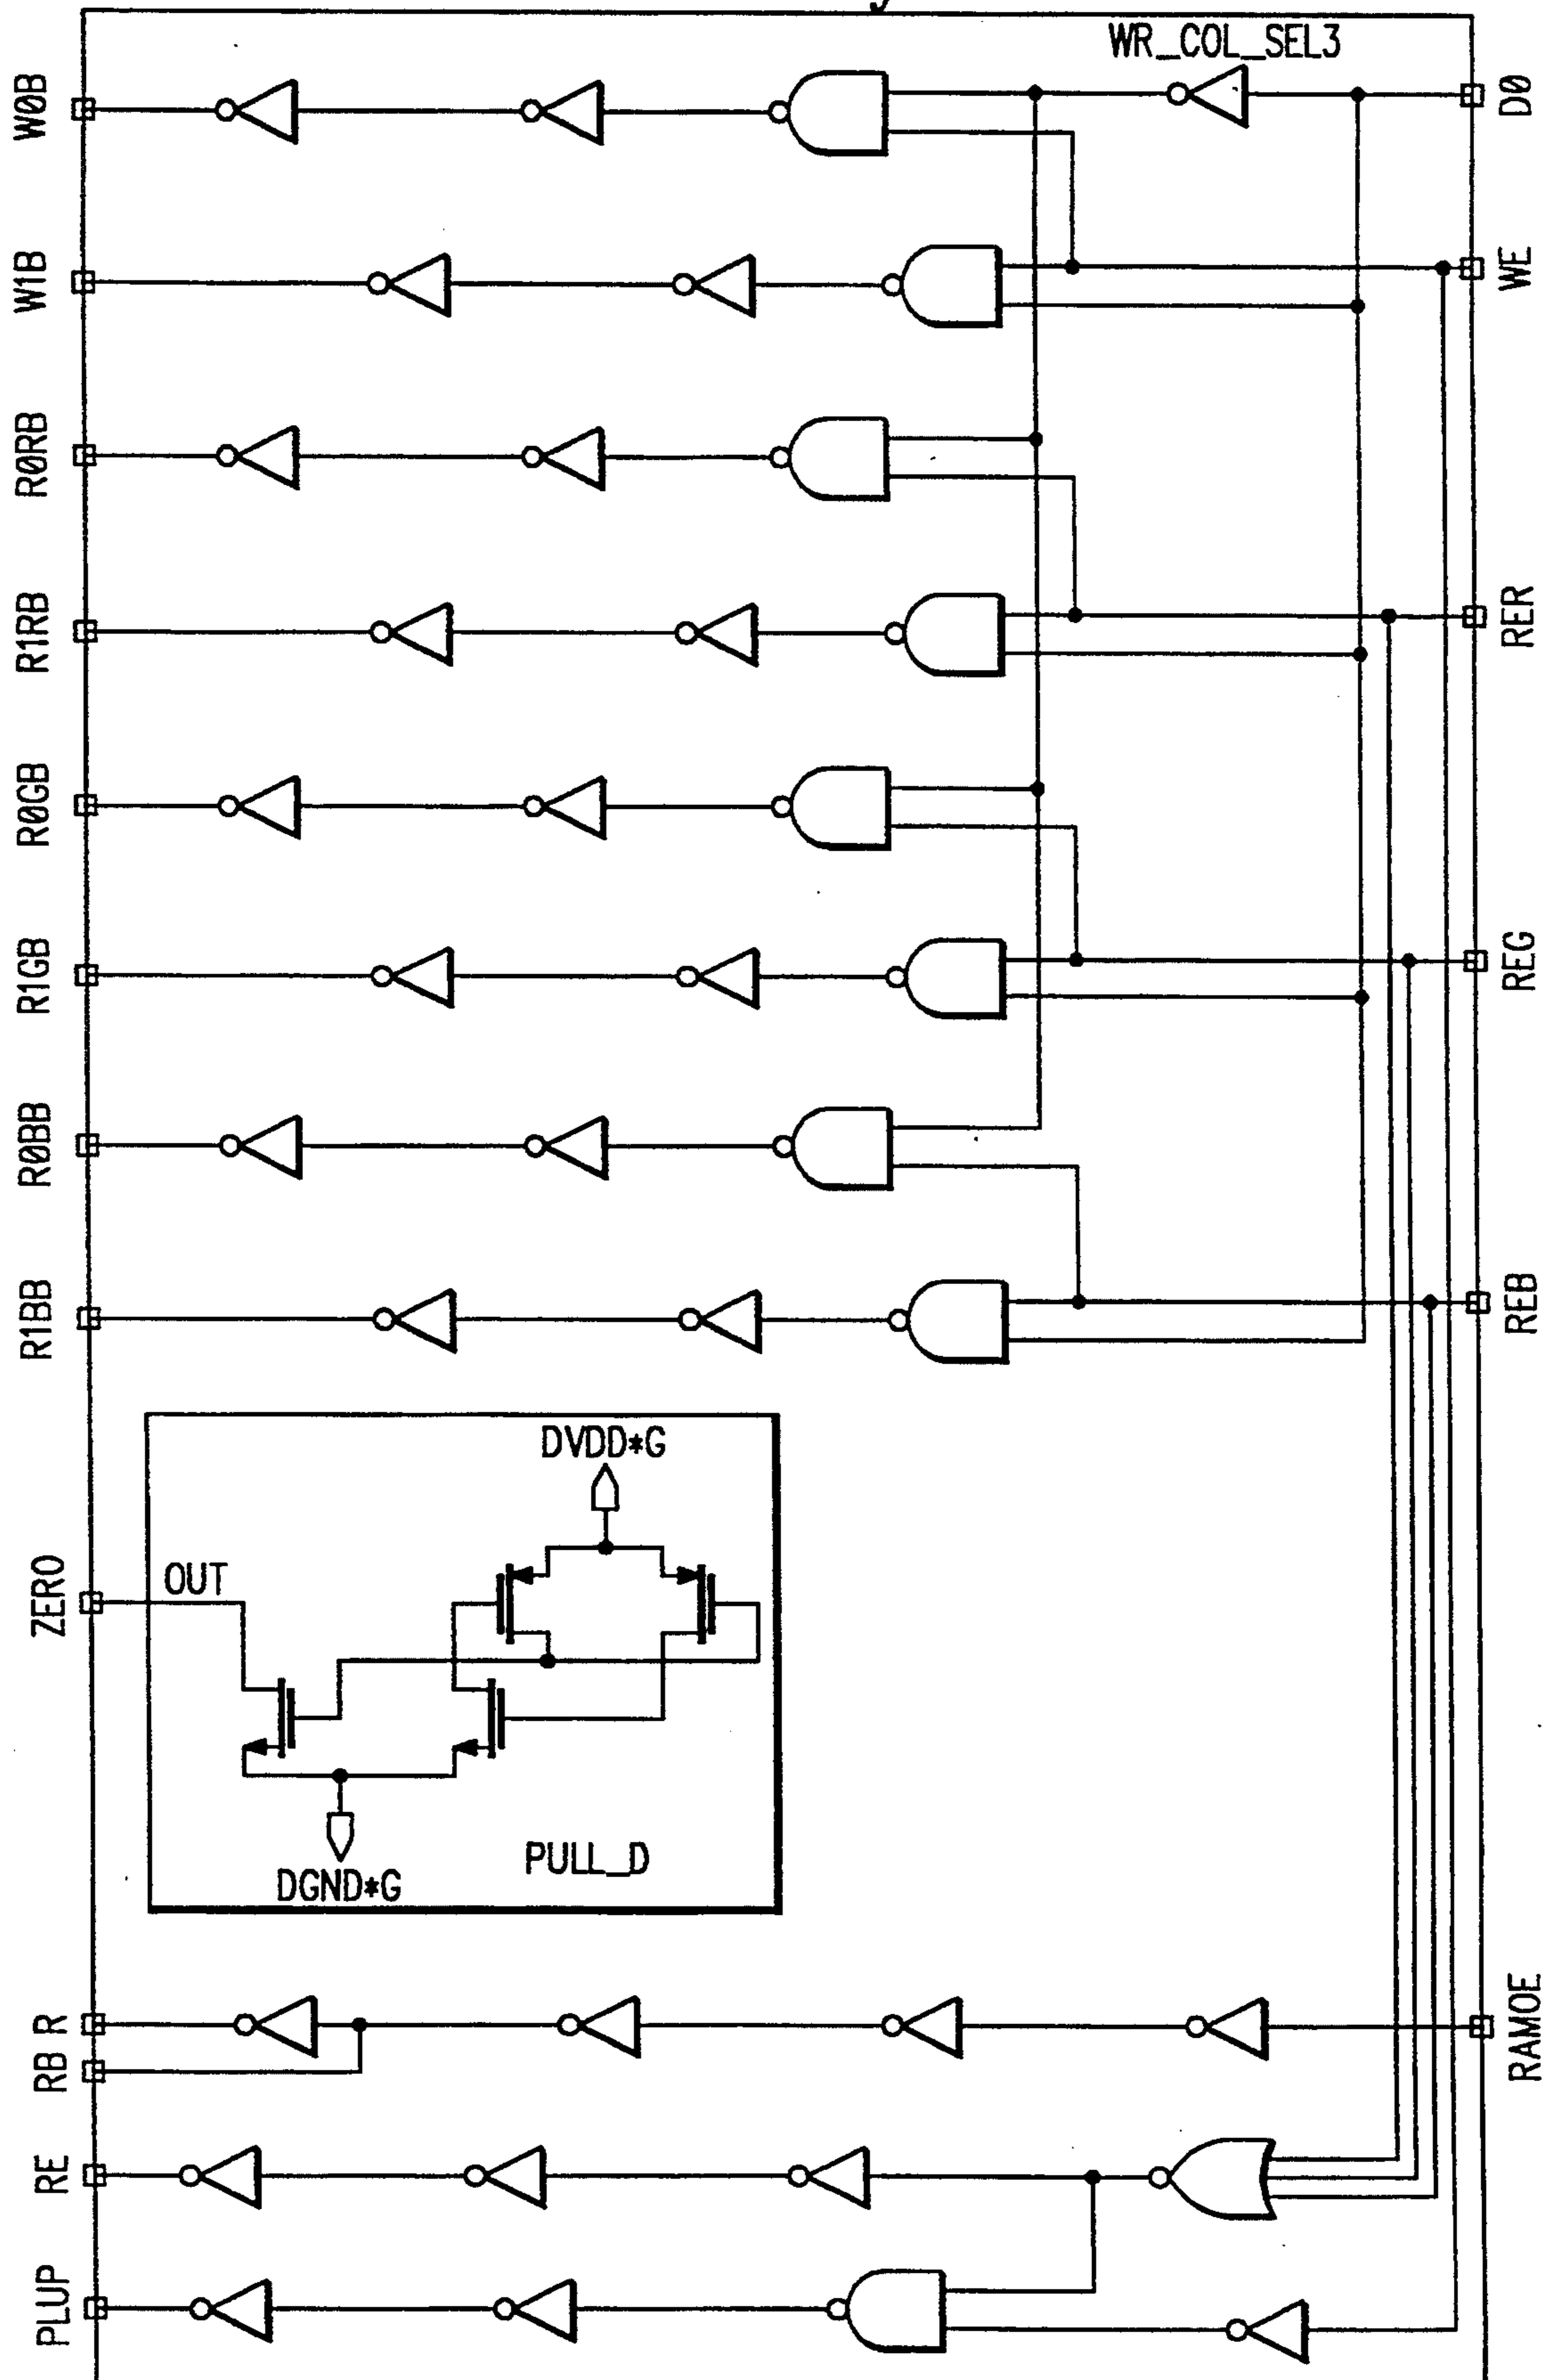 WR_COL_SEL3
W0B
D0
W1B
WE
R0RB
R1RB
RER
R0GB
R1GB
REG
R0BB
R1BB
REB
DVDD*G
ZERO
OUT
PULL_D
DGND*G
R
RB
RAMOE
RE
PLUP